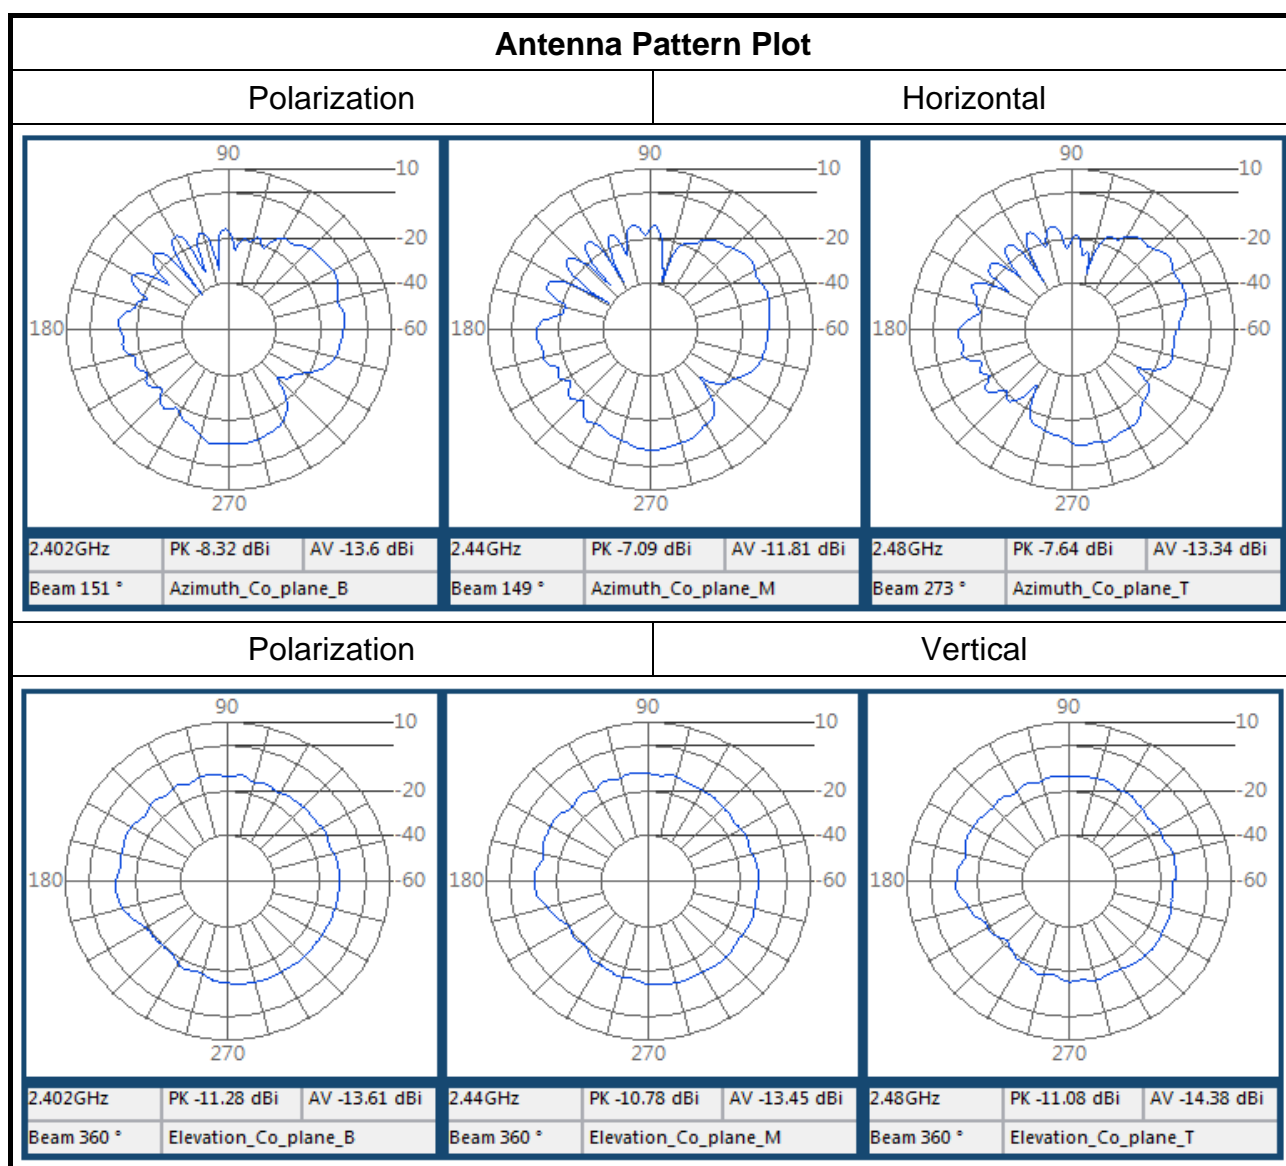 Antenna Pattern Plot
Polarization Horizontal
90 90 90
10 10 10
-20 -20 -20
-40 -40 -40
180 -60 180 -60 180 -60
270 270 270
2.402GHz PK -8.32 dBi AV -13.6 dBi 2.44GHz PK -7.09 dBi AV -11.81 dBi 2.48GHz PK -7.64 dBi AV -13.34 dBi
Beam 151 ° Azimuth_Co_plane_B Beam 149 ° Azimuth_Co_plane_M Beam 273 ° Azimuth_Co_plane_T
Polarization Vertical
90 90 90
10 10 10
-20 -20 -20
-40 -40 -40
180 -60 180 -60 180 -60
270 270 270
2.402GHz PK -11.28 dBi AV -13.61 dBi 2.44GHz PK -10.78 dBi AV -13.45 dBi 2.48GHz PK -11.08 dBi AV -14.38 dBi
Beam 360 ° Elevation_Co_plane_B Beam 360 ° Elevation_Co_plane_M Beam 360 ° Elevation_Co_plane_T